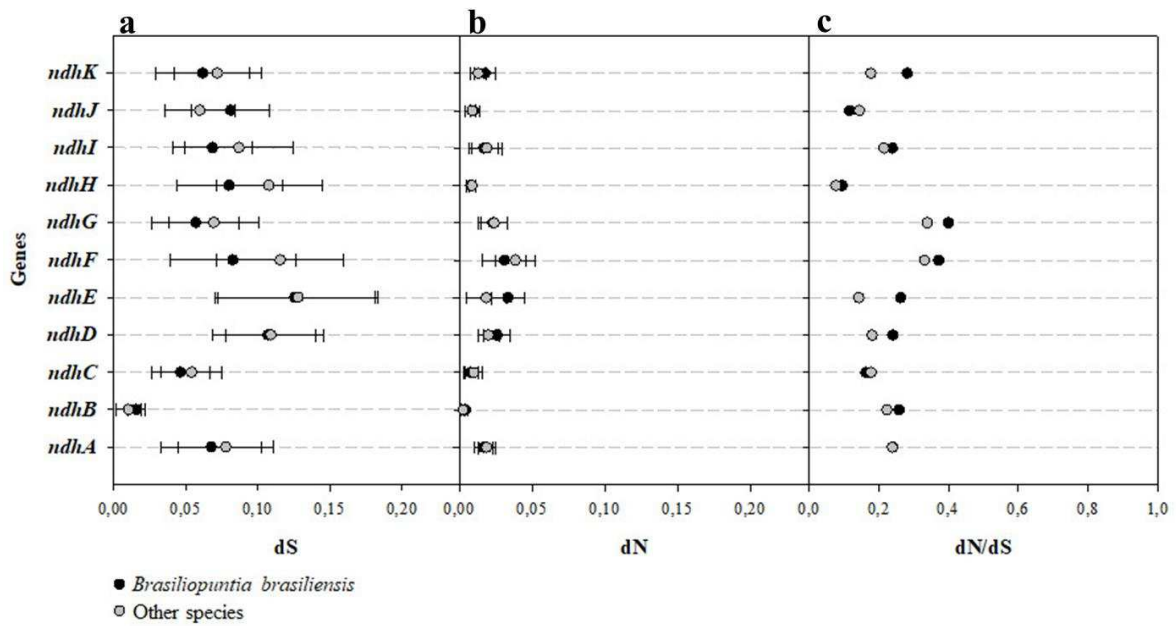 a b c
ndhK
ndhJ
ndhI
ndhH
ndhG
ndhF
ndhE
ndhD
ndhC
ndhB
ndhA
Genes
0,00 0,05 0,10 0,15 0,20 0,00 0,05 0,10 0,15 0,20 0,0 0,2 0,4 0,6 0,8 1,0
dS dN dN/dS
Brasiliopuntia brasiliensis
Other species